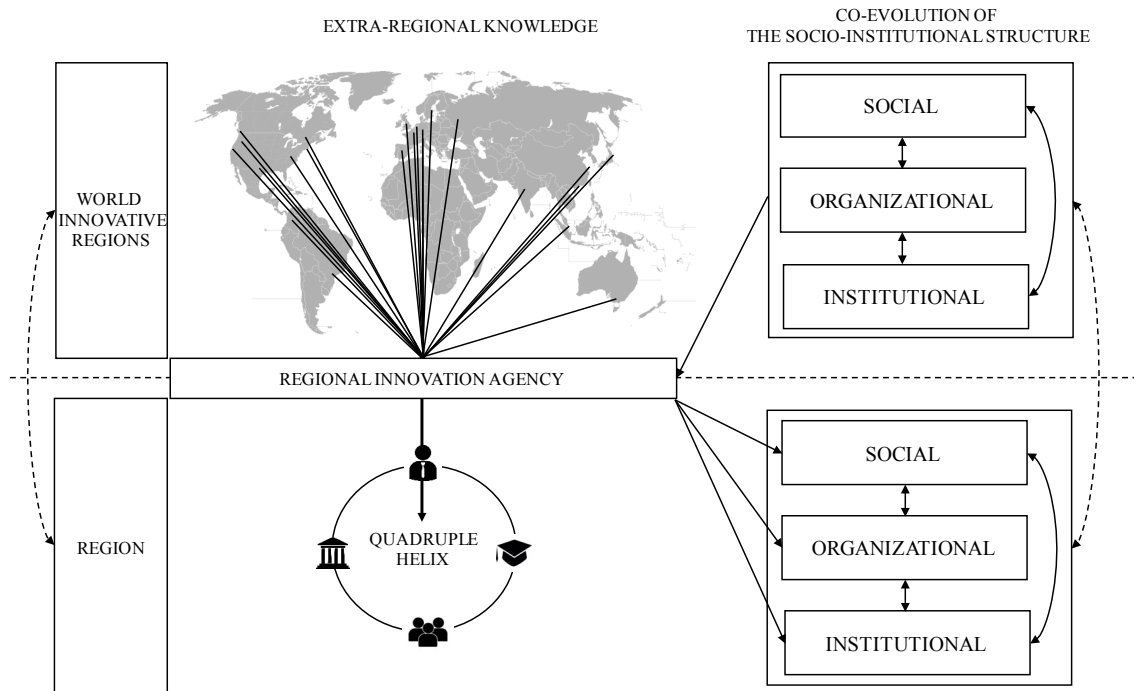 EXTRA-REGIONAL KNOWLEDGE
CO-EVOLUTION OF
THE SOCIO-INSTITUTIONAL STRUCTURE
WORLD
INNOVATIVE
REGIONS
SOCIAL
ORGANIZATIONAL
INSTITUTIONAL
REGIONAL INNOVATION AGENCY
REGION
QUADRUPLE
HELIX
SOCIAL
ORGANIZATIONAL
INSTITUTIONAL